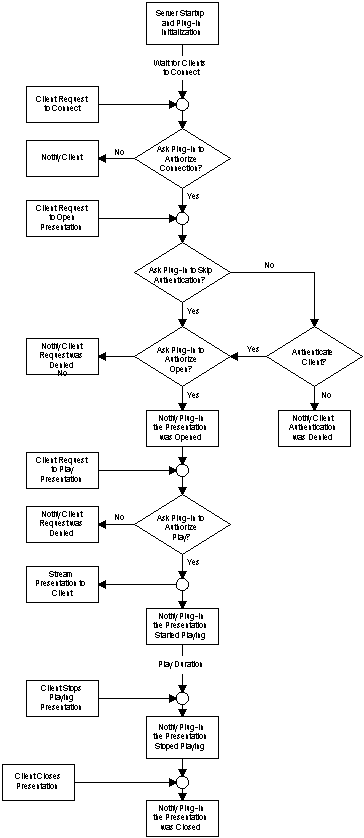 Server Startup
and Plug-in
Initialization
Wait for Clients
to Connect
Client Request
to Connect
Ask Plug-in to
Authorize
Connection?
No
Notify Client
Yes
Client Request
to Open
Presentation
Ask Plug-in to Skip
Authentication?
No
Yes
Notify Client
Request was
Denied
No
Ask Plug-in to
Authorize
Open?
Yes
Authenticate
Client?
Yes
No
Notify Plug-in
the Presentation
was Opened
Notify Client
Authentication
was Denied
Client Request
to Play
Presentation
Notify Client
Request was
Denied
No
Ask Plug-in to
Authorize
Play?
Yes
Stream
Presentation to
Client
Notify Plug-in
the Presentation
Started Playing
Play Duration
Client Stops
Playing
Presentation
Notify Plug-in
the Presentation
Stoped Playing
Client Closes
Presentation
Notify Plug-in
the Presentation
was Closed